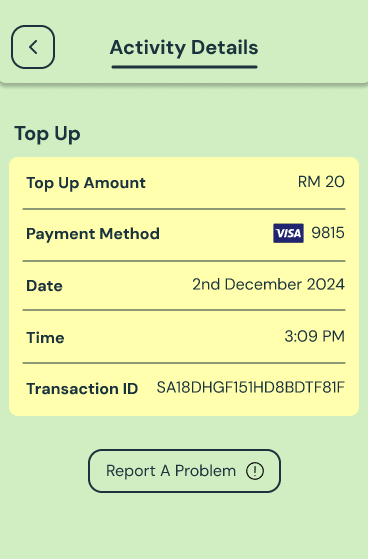 Activity Details
Top Up
Top Up Amount RM 20
Payment Method VISA 9815
Date 2nd December 2024
Time 3:09 PM
Transaction ID SA18DHGF151HD8BDTF81F
Report A Problem